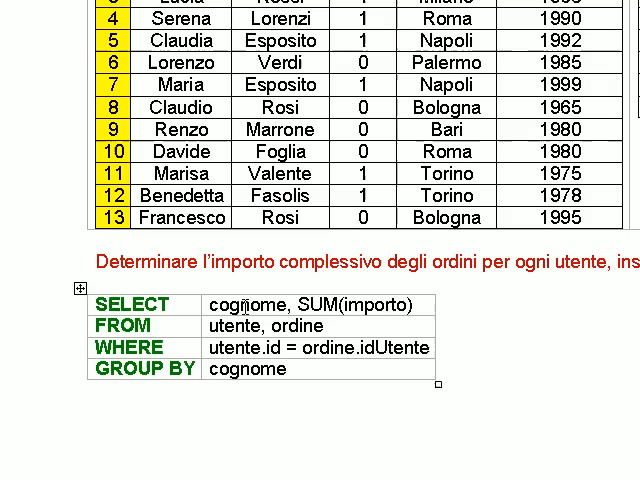 4 Serena Lorenzi 1 Roma 1990
5 Claudia Esposito 1 Napoli 1992
6 Lorenzo Verdi 0 Palermo 1985
7 Maria Esposito 1 Napoli 1999
8 Claudio Rosi 0 Bologna 1965
9 Renzo Marrone 0 Bari 1980
10 Davide Foglia 0 Roma 1980
11 Marisa Valente 1 Torino 1975
12 Benedetta Fasolis 1 Torino 1978
13 Francesco Rosi 0 Bologna 1995
Determinare l'importo complessivo degli ordini per ogni utente, ins
SELECT cognome, SUM(importo)
FROM utente, ordine
WHERE utente.id = ordine.idUtente
GROUP BY cognome